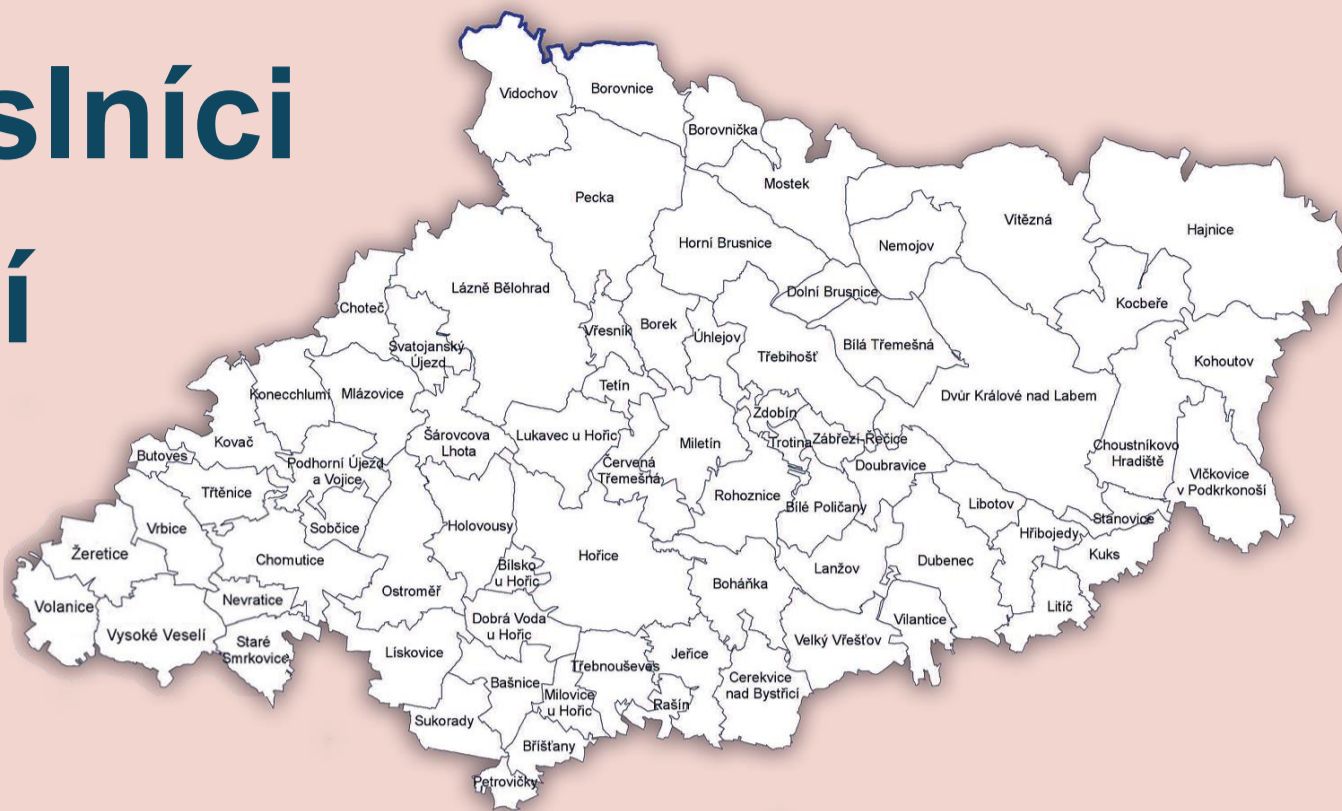 slníci
í
Vidochov
Borovnice
Borovnička
Mostek
Pecka
Vítězná
Hajnice
Horní Brusnice
Nemojov
Lázně Bělohrad
Dolní Brusnice
Kocbeře
Choteč
Vřesník
Borek
Úhlejov
Svatojanský
Újezd
Třebihošť
Bílá Třemešná
Kohoutov
Tetín
Konecchlumí
Mlázovice
Dvůr Králové nad Labem
Zdobín
Kovač
Šárovcova
Lhota
Lukavec u Hořic
Miletín
Trotina
Zábřezí-Řečice
Butoves
Podhorní Újezd
a Vojice
Červená
Třemešná
Doubravice
Choustníkovo
Hradiště
Vlčkovice
v Podkrkonoší
Třtěnice
Rohoznice
Bílé Poličany
Libotov
Stanovice
Vrbice
Sobčice
Holovousy
Hřibojedy
Žeretice
Chomutice
Hořice
Kuks
Bílsko
u Hořic
Boháňka
Lanžov
Dubenec
Ostroměř
Volanice
Nevratice
Litíč
Vysoké Veselí
Dobrá Voda
u Hořic
Vilantice
Staré
Smrkovice
Velký Vřešťov
Lískovice
Třebnouševes
Jeřice
Cerekvice
nad Bystřicí
Bašnice
Milovice
u Hořic
Rašín
Sukorady
Bříšťany
Petrovičky